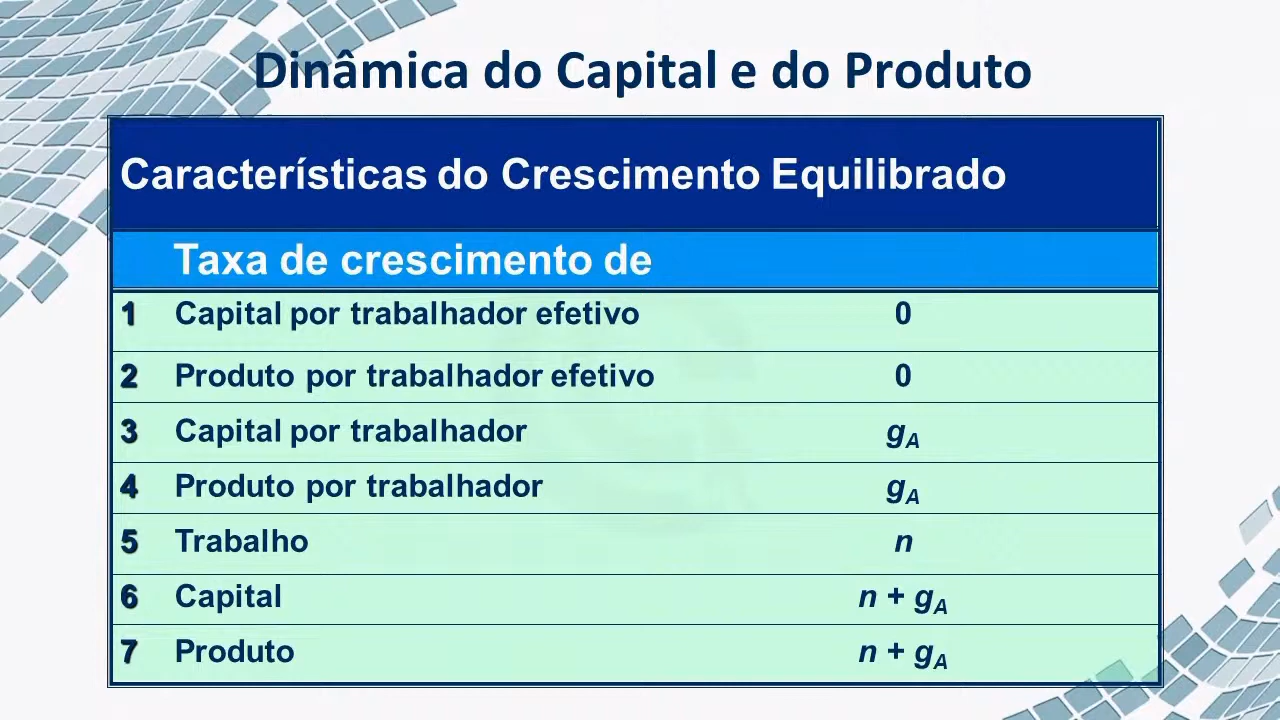 Dinâmica do Capital e do Produto
Características do Crescimento Equilibrado
Taxa de crescimento de
1 Capital por trabalhador efetivo 0
2 Produto por trabalhador efetivo 0
3 Capital por trabalhador gA
4 Produto por trabalhador gA
5 Trabalho n
6 Capital n + gA
7 Produto n + gA